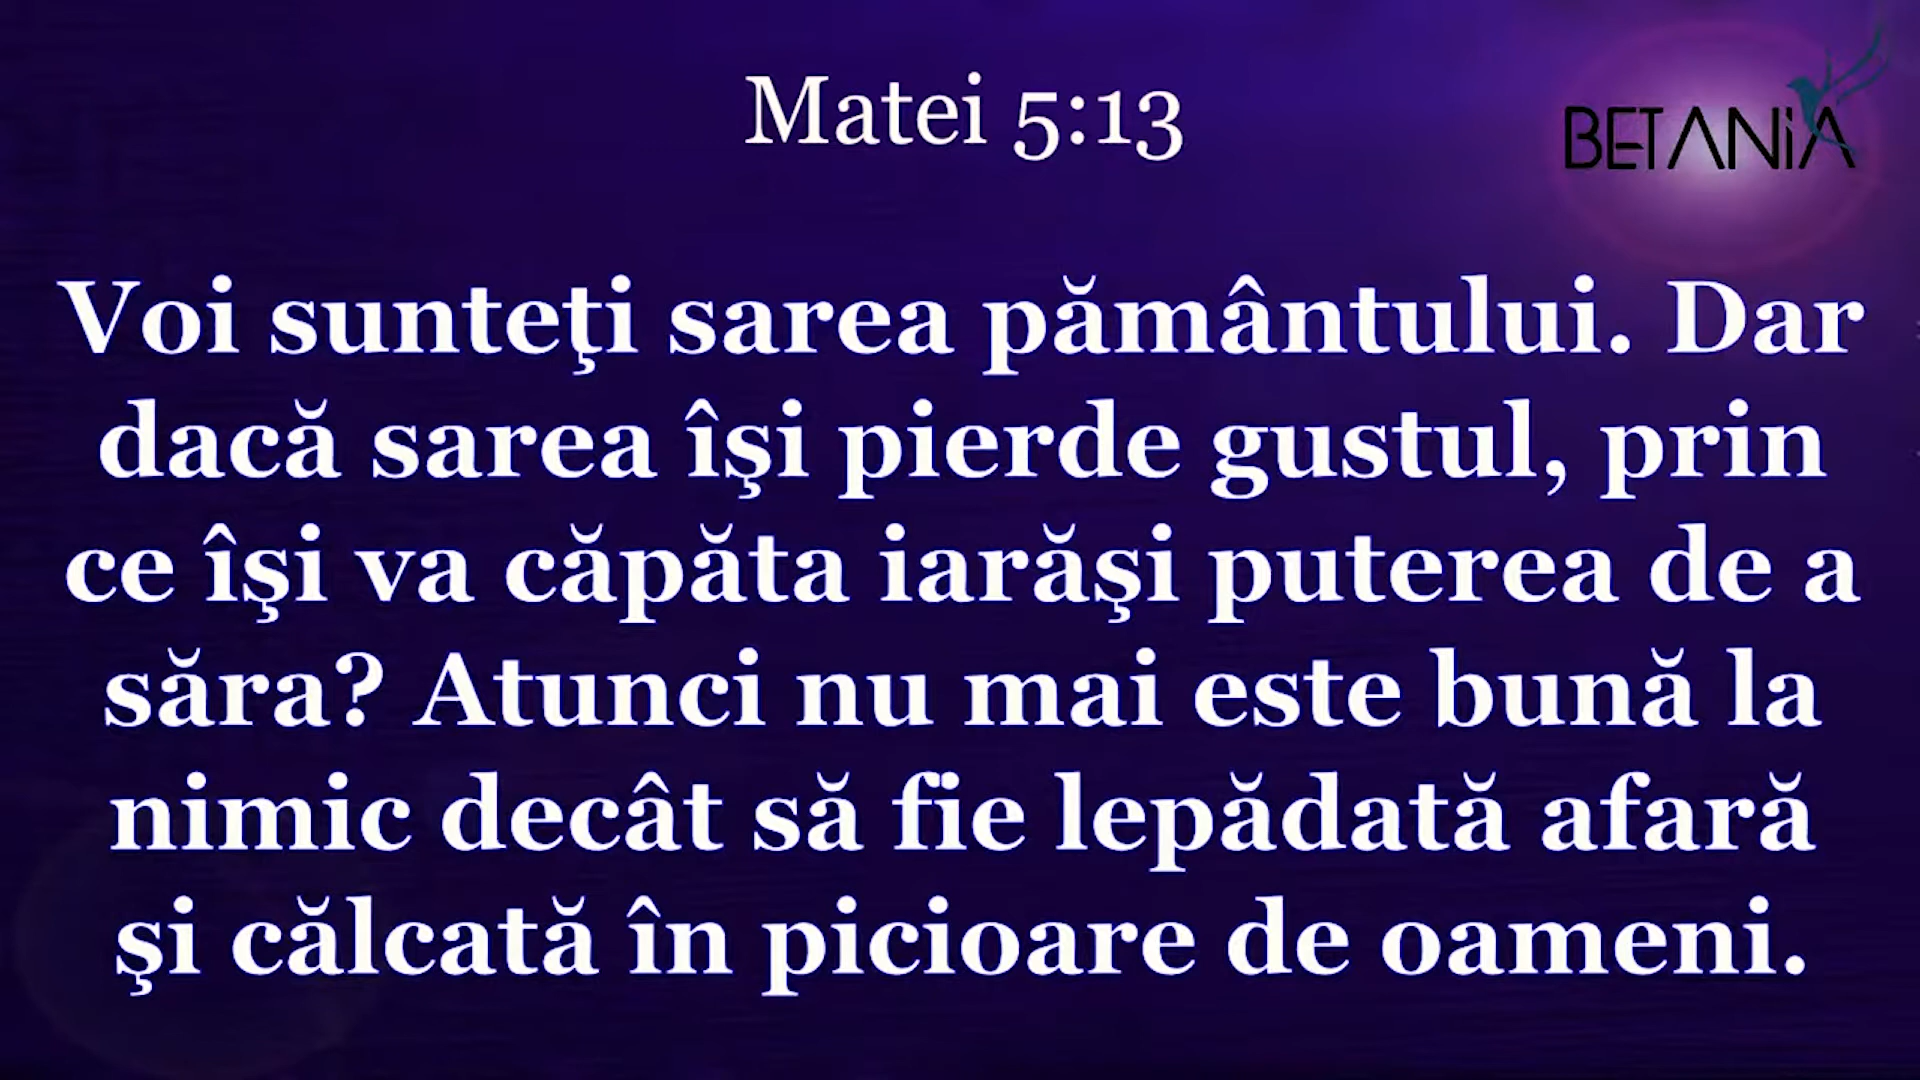 Matei 5:13
BETANiA
Voi sunteţi sarea pământului. Dar
dacă sarea îşi pierde gustul, prin
ce îşi va căpăta iarăşi puterea de a
săra? Atunci nu mai este bună la
nimic decât să fie lepădată afară
şi călcată în picioare de oameni.